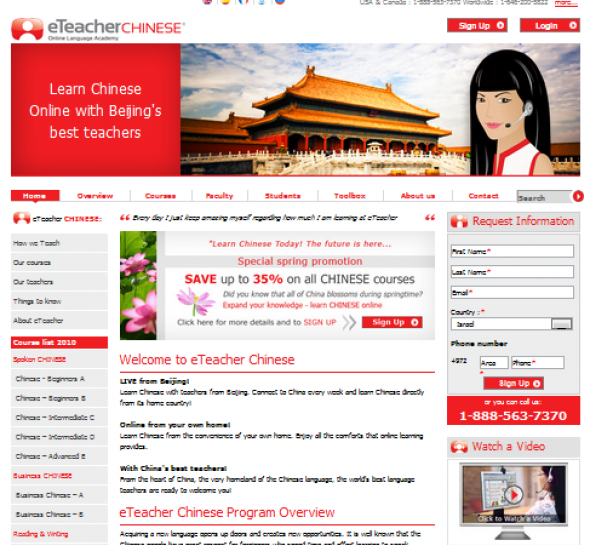 USA & Canada : 1-888-563-7370 Worldwide : 1-646-200-5822 more...
eTeacherCHINESE
Online Language Academy
Sign Up
Login
Learn Chinese
Online with Beijing's
best teachers
Home Overview Courses Faculty Students Toolbox About us Contact Search
eTeacher CHINESE:
How we Teach
Our courses
Our teachers
Things to know
About eTeacher
Course list 2010
Spoken CHINESE
Chinese - Beginners A
Chinese - Beginners B
Chinese - Intermediate C
Chinese - Intermediate D
Chinese - Advanced E
Business CHINESE
Business Chinese - A
Business Chinese - B
Reading & Writing
Every day I just keep amazing myself regarding how much I am learning at eTeacher
"Learn Chinese Today! The future is here...
Special spring promotion
SAVE up to 35% on all CHINESE courses
Did you know that all of China blossoms during springtime?
Expand your knowledge - learn CHINESE online
Click here for more details and to SIGN UP
Sign Up
Welcome to eTeacher Chinese
LIVE from Beijing!
Learn Chinese with teachers from Beijing. Connect to China every week and learn Chinese directly
from its home country!
Online from your own home!
Learn Chinese from the convenience of your own home. Enjoy all the comforts that online learning
provides.
With China's best teachers!
From the heart of China, the very homeland of the Chinese language, the world's best language
teachers are ready to welcome you!
eTeacher Chinese Program Overview
Acquiring a new language opens up doors and creates new opportunities. It is well known that the
Request Information
First Name*
Last Name*
Email*
Country :*
Israel
Phone number
+972 Area Phone*
Sign Up
or you can call us:
1-888-563-7370
Watch a Video
Click to Watch a Video